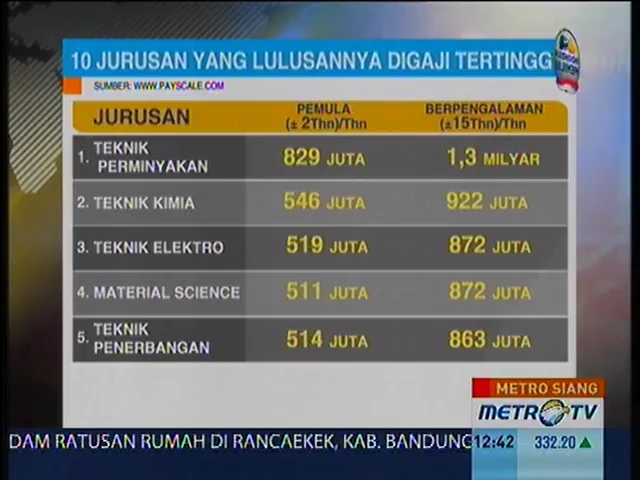 10 JURUSAN YANG LULUSANNYA DIGAJI TERTINGG
SUMBER: WWW.PAYSCALE.COM
JURUSAN
PEMULA
(± 2Thn)/Thn
BERPENGALAMAN
(±15Thn)/Thn
1. TEKNIK
PERMINYAKAN
829 JUTA
1,3 MILYAR
2. TEKNIK KIMIA
546 JUTA
922 JUTA
3. TEKNIK ELEKTRO
519 JUTA
872 JUTA
4. MATERIAL SCIENCE
511 JUTA
872 JUTA
5. TEKNIK
PENERBANGAN
514 JUTA
863 JUTA
METRO SIANG
METRO TV
DAM RATUSAN RUMAH DI RANCAEKEK, KAB. BANDUNG
12:42
332.20